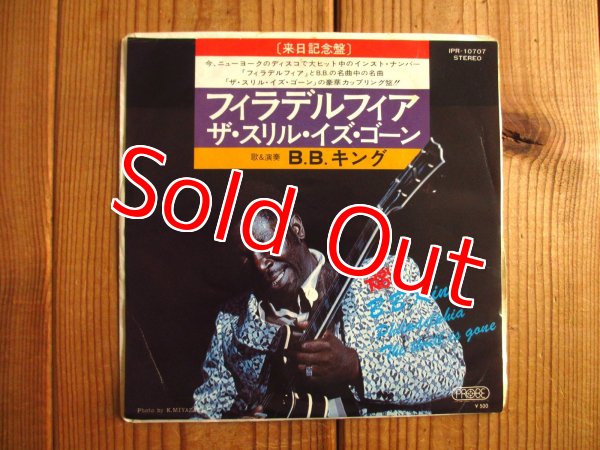 IPR-10707
STEREO
〔来日記念盤〕
今、ニューヨークのディスコで大ヒット中のインスト・ナンバー
「フィラデルフィア」とB.B.の名曲中の名曲
「ザ・スリル・イズ・ゴーン」の豪華カップリング盤!!
フィラデルフィア
ザ・スリル・イズ・ゴーン
歌&演奏 B.B.キング
Sold Out
B.B.
Philadelphia
gone
Photo by K.MIYAZ
PROBE
¥500